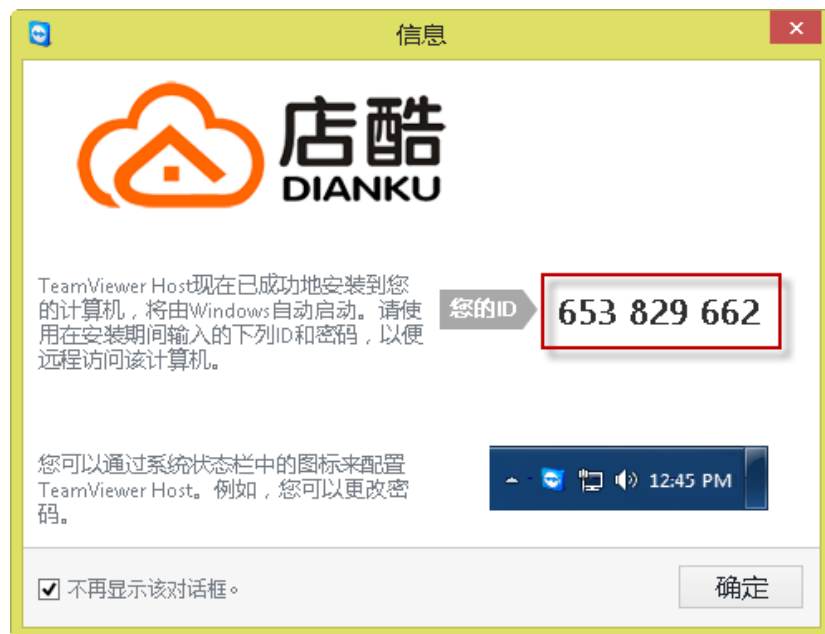 信息
店酷
DIANKU
TeamViewer Host现在已成功地安装到您
的计算机，将由Windows自动启动。请使
用在安装期间输入的下列ID和密码，以便
远程访问该计算机。
您的ID
653 829 662
您可以通过系统状态栏中的图标来配置
TeamViewer Host。例如，您可以更改密
码。
12:45 PM
不再显示该对话框。
确定